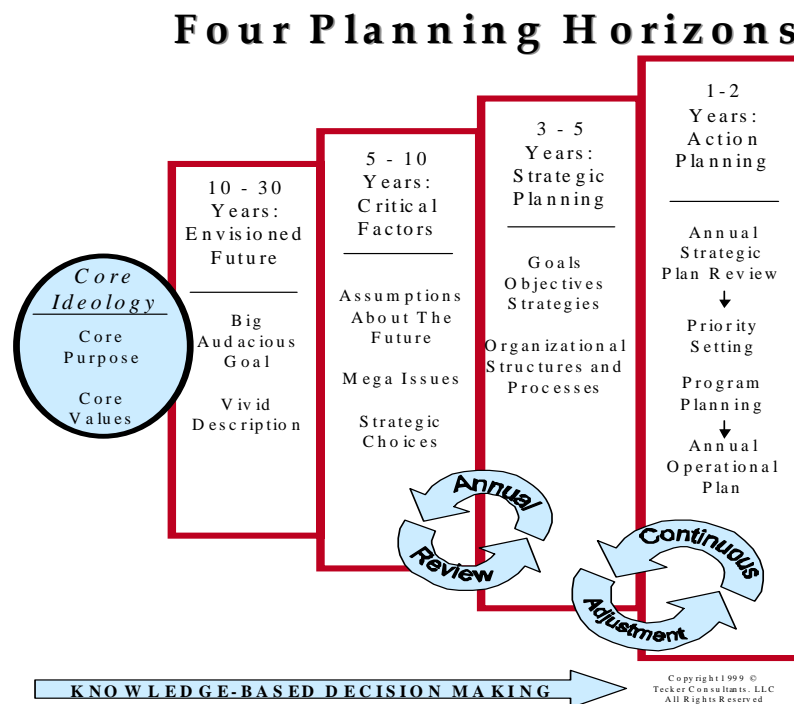 Four Planning Horizons
Core
Ideology
Core
Purpose
Core
Values
10 - 30
Years:
Envisioned
Future
Big
Audacious
Goal
Vivid
Description
5 - 10
Years:
Critical
Factors
Assumptions
About The
Future
Mega Issues
Strategic
Choices
3 - 5
Years:
Strategic
Planning
Goals
Objectives
Strategies
Organizational
Structures and
Processes
1-2
Years:
Action
Planning
Annual
Strategic
Plan Review
Priority
Setting
Program
Planning
Annual
Operational
Plan
Annual
Review
Continuous
Adjustment
KNOWLEDGE-BASED DECISION MAKING
Copyright 1999 ©
Tecker Consultants. LLC
All Rights Reserved